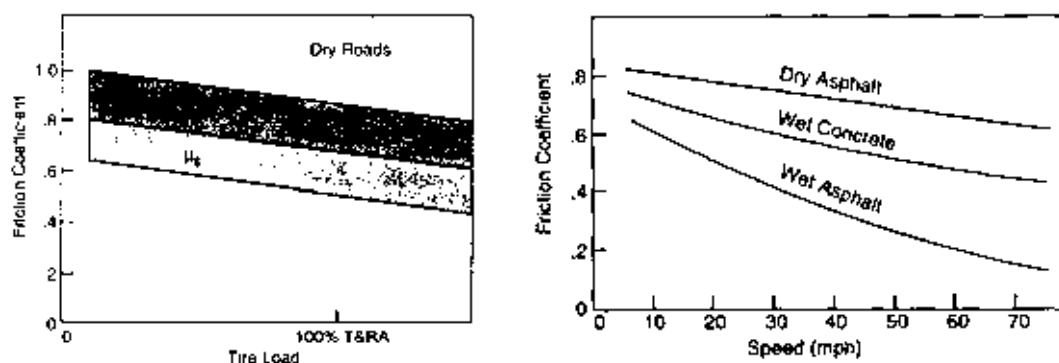 Dry Roads
Friction Coefficient
1 0
.8
.6
.4
2
0
μs
0
100% T&RA
Tire Load
Friction Coefficient
.8
.6
.4
.2
0
Dry Asphalt
Wet Concrete
Wet Asphalt
0 10 20 30 40 50 60 70
Speed (mph)